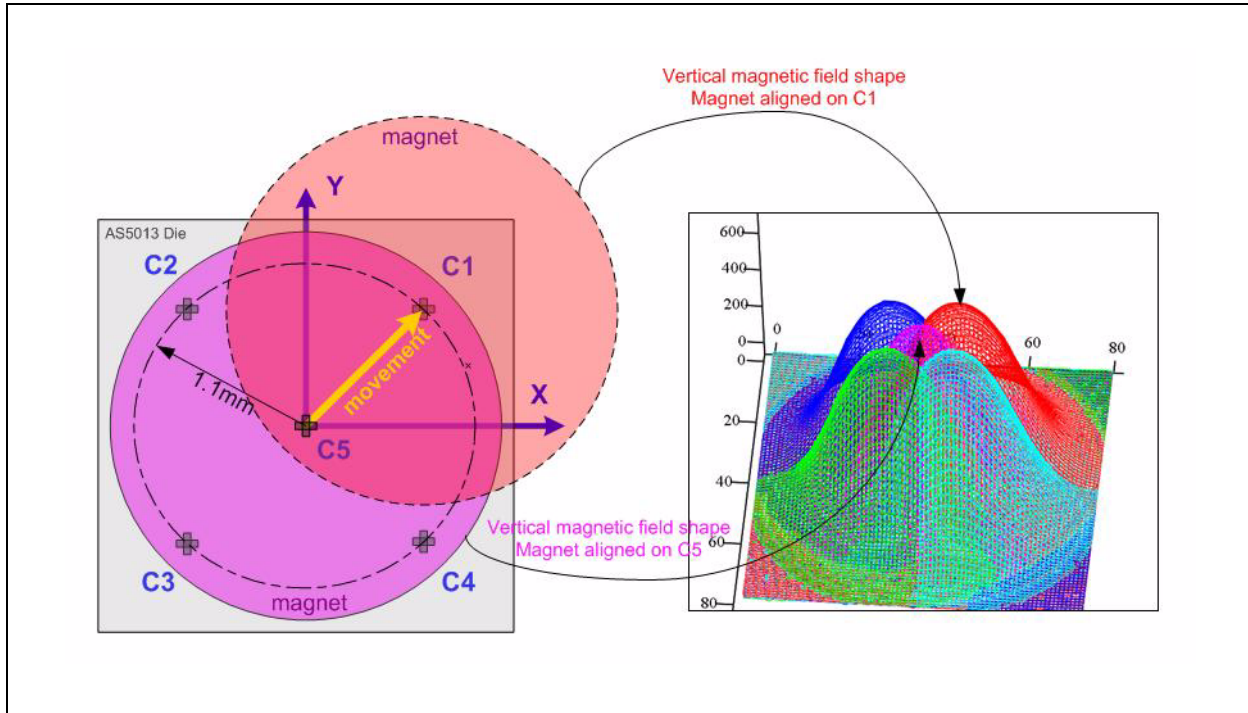 Vertical magnetic field shape
Magnet aligned on C1
magnet
Y
AS5013 Die
C2
C1
movement
1.1mm
X
C5
C3
C4
magnet
Vertical magnetic field shape
Magnet aligned on C5
600
400
200
0
0
0
60
80
20
40
60
80